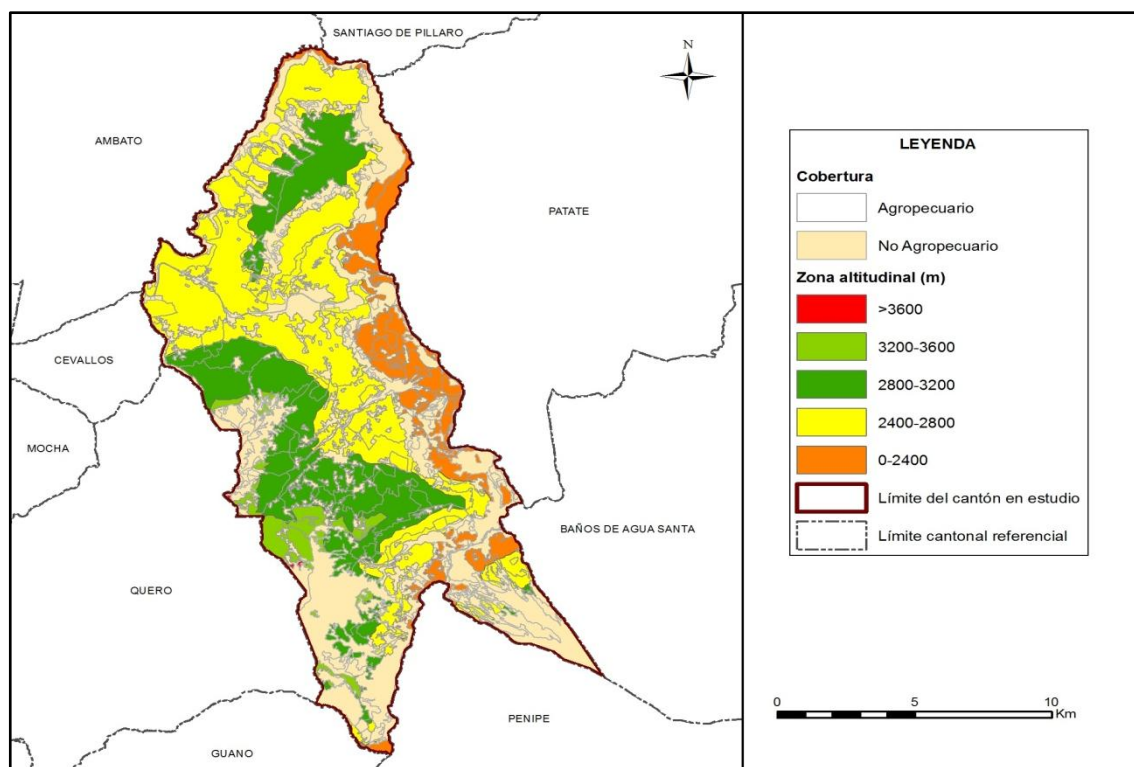 SANTIAGO DE PILLARO
N
AMBATO
PATATE
CEVALLOS
MOCHA
BAÑOS DE AGUA SANTA
QUERO
PENIPE
GUANO
LEYENDA
Cobertura
Agropecuario
No Agropecuario
Zona altitudinal (m)
>3600
3200-3600
2800-3200
2400-2800
0-2400
Límite del cantón en estudio
Límite cantonal referencial
0 5 10
Km